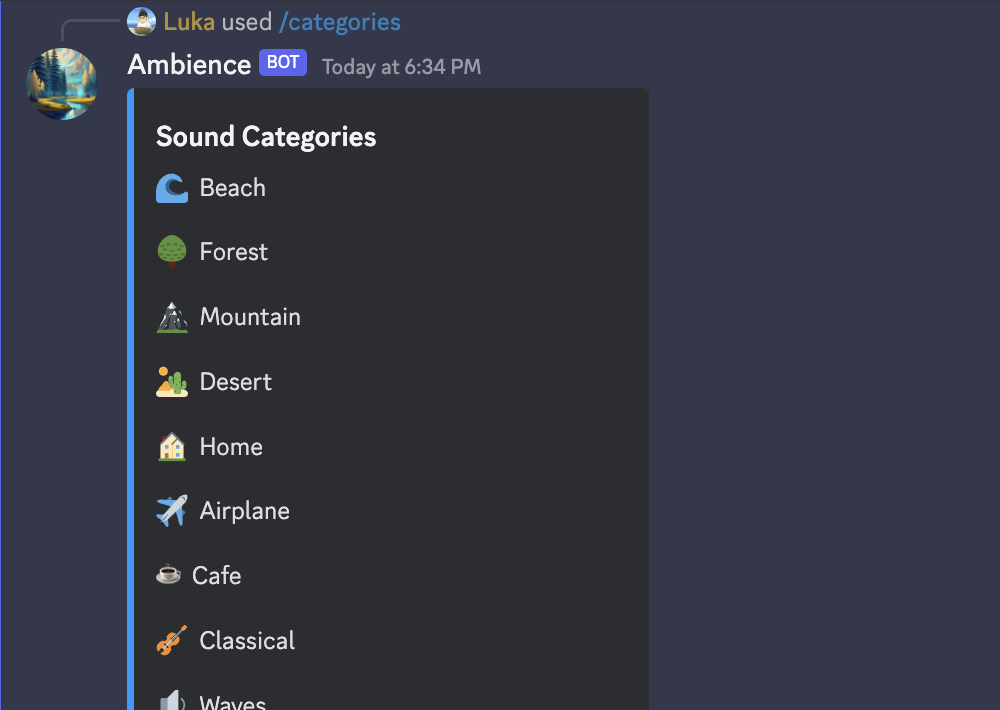 Luka used /categories
Ambience BOT Today at 6:34 PM
Sound Categories
Beach
Forest
Mountain
Desert
Home
Airplane
Cafe
Classical
Waves